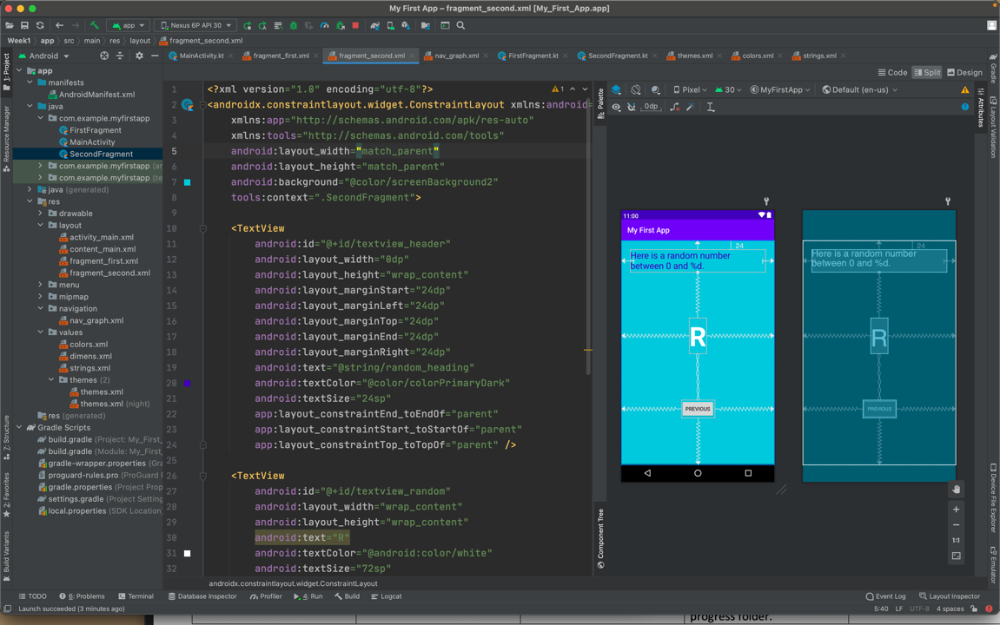 My First App – fragment_second.xml [My_First_App.app]
app
Nexus 6P API 30
Week1 app src main res layout fragment_second.xml
Android
MainActivity.kt fragment_first.xml fragment_second.xml nav_graph.xml FirstFragment.kt SecondFragment.kt themes.xml colors.xml strings.xml
Code Split Design
1: Project
Resource Manager
Z: Structure
2: Favorites
Build Variants
app
manifests
AndroidManifest.xml
java
com.example.myfirstapp
FirstFragment
MainActivity
SecondFragment
com.example.myfirstapp
com.example.myfirstapp
java (generated)
res
drawable
layout
activity_main.xml
content_main.xml
fragment_first.xml
fragment_second.xml
menu
mipmap
navigation
nav_graph.xml
values
colors.xml
dimens.xml
strings.xml
themes (2)
themes.xml
themes.xml (night)
res (generated)
Gradle Scripts
build.gradle (Project: My_First_
build.gradle (Module: My_First_
gradle-wrapper.properties (Gra
proguard-rules.pro (ProGuard
gradle.properties (Project Prop
settings.gradle (Project Setting
local.properties (SDK Location)
1 <?xml version="1.0" encoding="utf-8"?>
2 <androidx.constraintlayout.widget.ConstraintLayout xmlns:android
3 xmlns:app="http://schemas.android.com/apk/res-auto"
4 xmlns:tools="http://schemas.android.com/tools"
5 android:layout_width="match_parent"
6 android:layout_height="match_parent"
7 android:background="@color/screenBackground2"
8 tools:context=".SecondFragment">
9
10 <TextView
11 android:id="@+id/textview_header"
12 android:layout_width="0dp"
13 android:layout_height="wrap_content"
14 android:layout_marginStart="24dp"
15 android:layout_marginLeft="24dp"
16 android:layout_marginTop="24dp"
17 android:layout_marginEnd="24dp"
18 android:layout_marginRight="24dp"
19 android:text="@string/random_heading"
20 android:textColor="@color/colorPrimaryDark"
21 android:textSize="24sp"
22 app:layout_constraintEnd_toEndOf="parent"
23 app:layout_constraintStart_toStartOf="parent"
24 app:layout_constraintTop_toTopOf="parent" />
25
26 <TextView
27 android:id="@+id/textview_random"
28 android:layout_width="wrap_content"
29 android:layout_height="wrap_content"
30 android:text="R"
31 android:textColor="@android:color/white"
32 android:textSize="72sp"
1
androidx.constraintlayout.widget.ConstraintLayout
Palette
Component Tree
Pixel 30 MyFirstApp Default (en-us)
0dp
11:00
My First App
24
Here is a random number
between 0 and %d.
R
PREVIOUS
24
Here is a random number
between 0 and %d.
R
PREVIOUS
1:1
Attributes
Gradle
Layout Validation
Device File Explorer
Emulator
TODO 6: Problems Terminal Database Inspector Profiler 4: Run Build Logcat Event Log Layout Inspector
Launch succeeded (3 minutes ago) 5:40 LF UTF-8 4 spaces
progress folder.